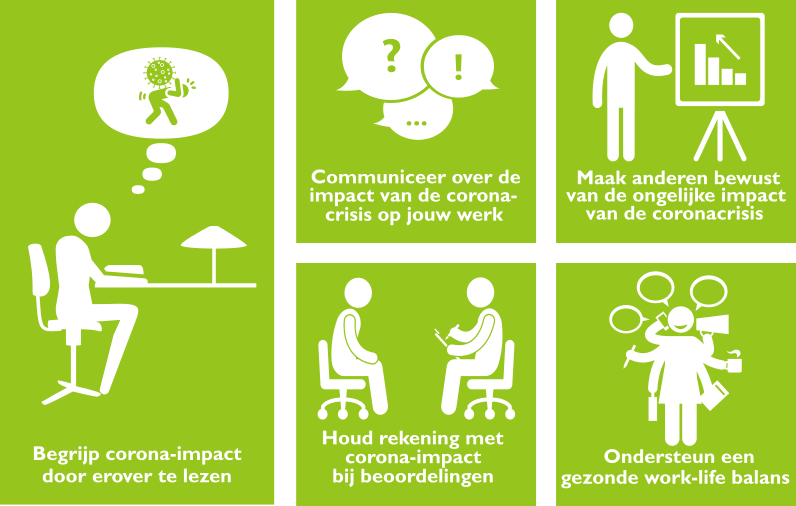 Begrijp corona-impact
door erover te lezen
?
!
...
Communiceer over de
impact van de corona-
crisis op jouw werk
Maak anderen bewust
van de ongelijke impact
van de coronacrisis
Houd rekening met
corona-impact
bij beoordelingen
Ondersteun een
gezonde work-life balans